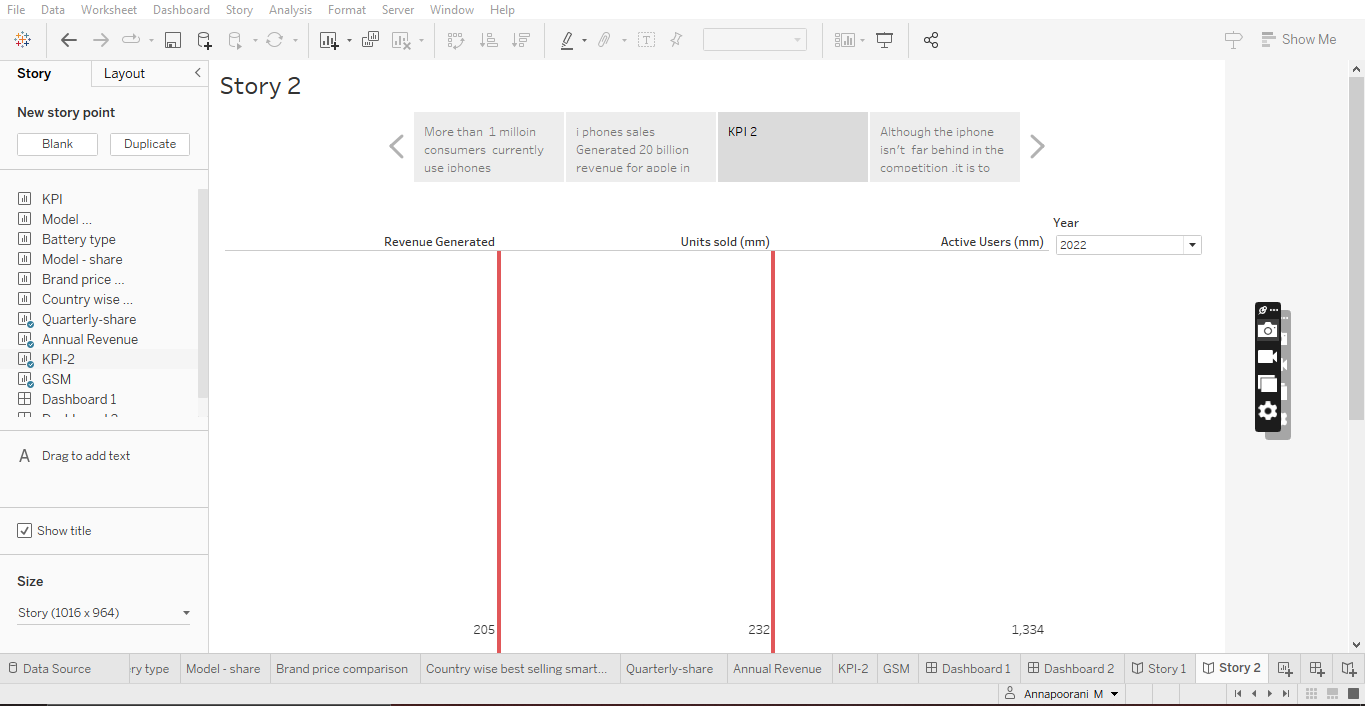 File Data Worksheet Dashboard Story Analysis Format Server Window Help
Show Me
Story Layout
New story point
Blank Duplicate
KPI
Model ...
Battery type
Model - share
Brand price ...
Country wise ...
Quarterly-share
Annual Revenue
KPI-2
GSM
Dashboard 1
A Drag to add text
Show title
Size
Story (1016 x 964)
Story 2
More than 1 milloin
consumers currently
use iphones
i phones sales
Generated 20 billion
revenue for apple in
KPI 2
Although the iphone
isn't far behind in the
competition .it is to
Year
2022
Revenue Generated Units sold (mm) Active Users (mm)
205 232 1,334
Data Source ry type Model - share Brand price comparison Country wise best selling smart... Quarterly-share Annual Revenue KPI-2 GSM Dashboard 1 Dashboard 2 Story 1 Story 2
Annapoorani M